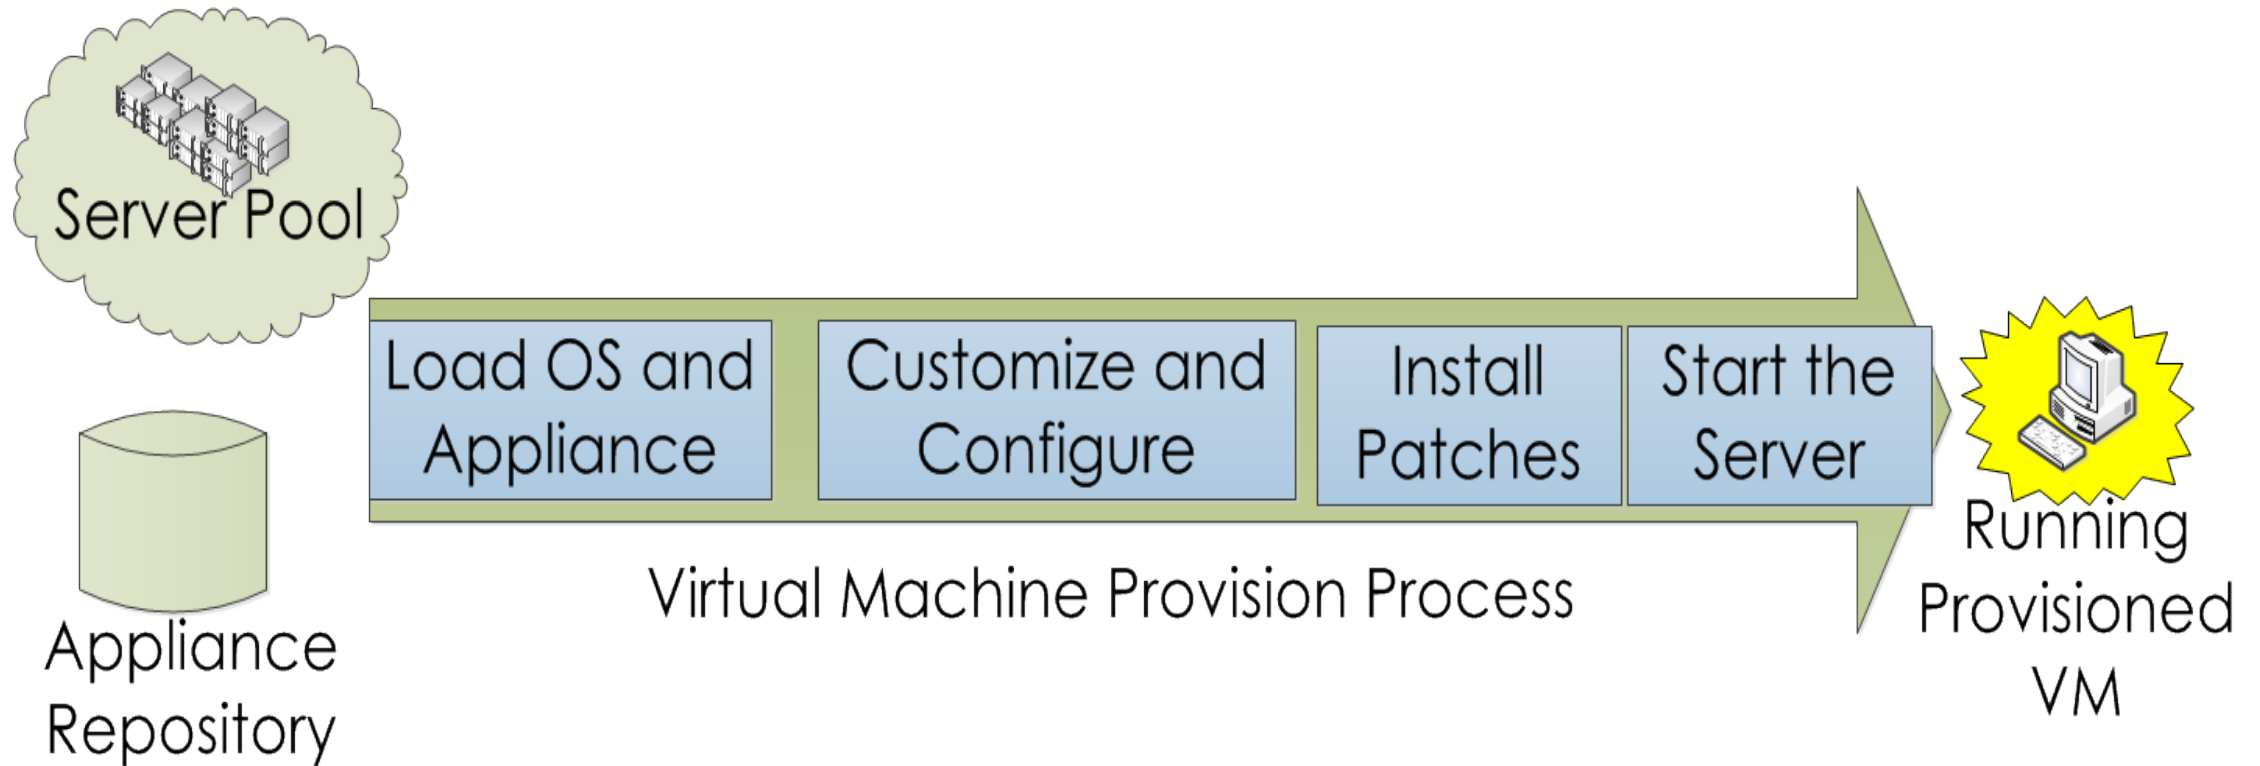 Server Pool
Load OS and
Appliance
Customize and
Configure
Install
Patches
Start the
Server
Running
Provisioned
VM
Virtual Machine Provision Process
Appliance
Repository